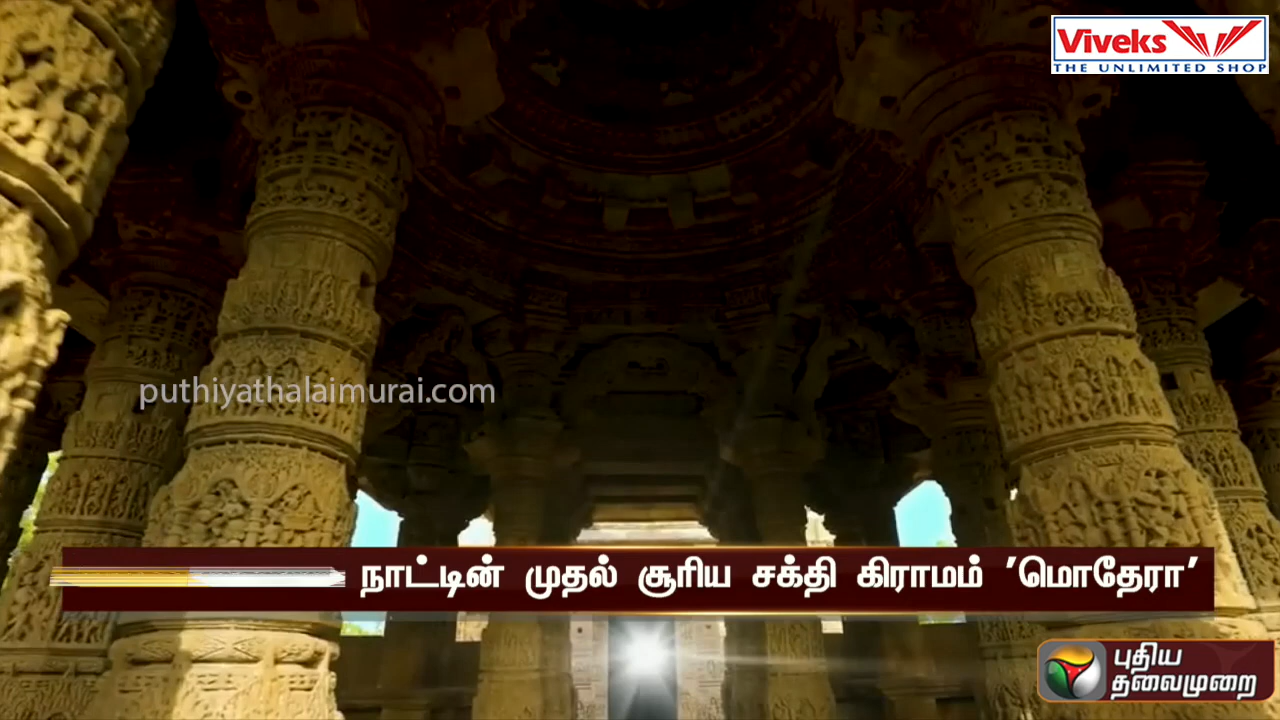 Viveks
THE UNLIMITED SHOP
puthiyathalaimurai.com
நாட்டின் முதல் சூரிய சக்தி கிராமம் 'மொதேரா'
புதிய
தலைமுறை